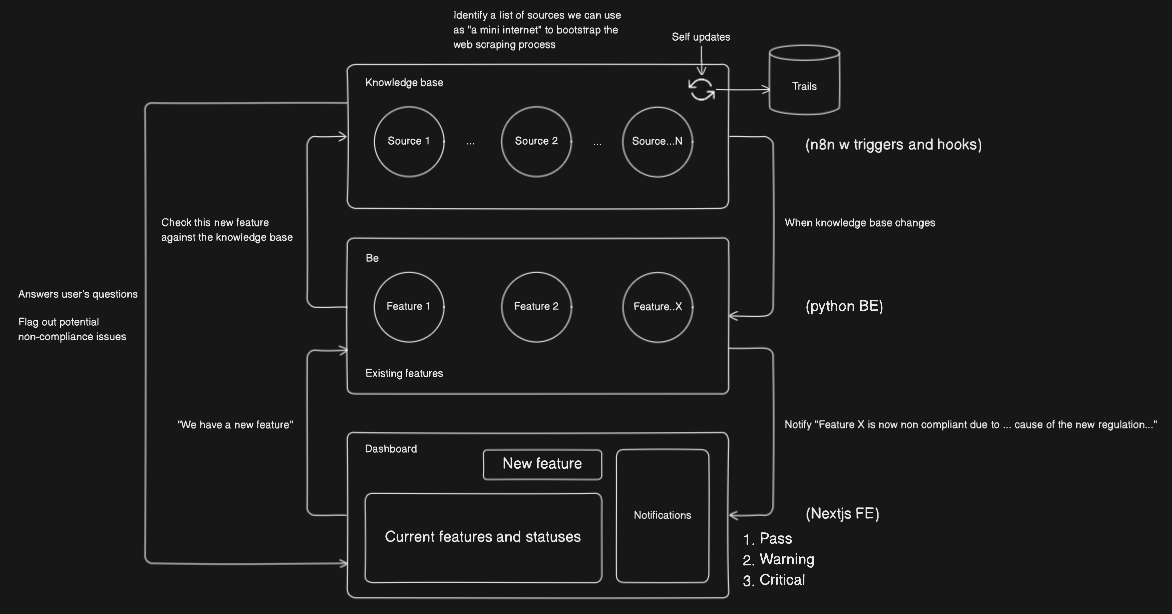 Identify a list of sources we can use
as "a mini internet" to bootstrap the
web scraping process
Self updates
Knowledge base
Trails
Source 1
...
Source 2
...
Source...N
(n8n w triggers and hooks)
Check this new feature
against the knowledge base
When knowledge base changes
Be
Answers user's questions
Flag out potential
non-compliance issues
Feature 1
Feature 2
Feature..X
(python BE)
Existing features
"We have a new feature"
Notify "Feature X is now non compliant due to ... cause of the new regulation..."
Dashboard
New feature
Current features and statuses
Notifications
(Nextjs FE)
1. Pass
2. Warning
3. Critical